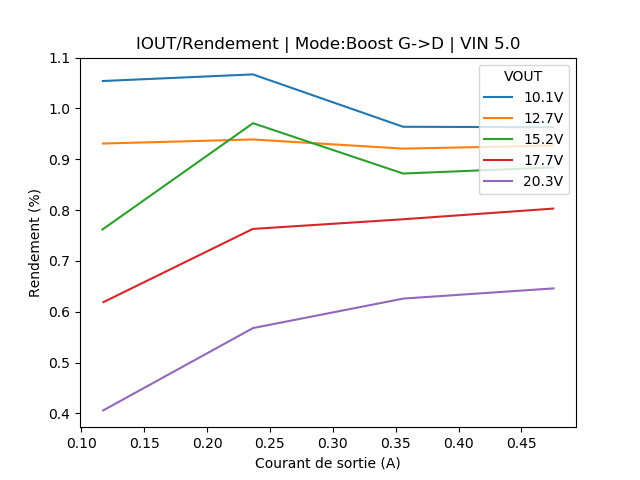 IOUT/Rendement | Mode:Boost G->D | VIN 5.0
Rendement (%)
1.1
1.0
0.9
0.8
0.7
0.6
0.5
0.4
VOUT
10.1V
12.7V
15.2V
17.7V
20.3V
0.10 0.15 0.20 0.25 0.30 0.35 0.40 0.45
Courant de sortie (A)